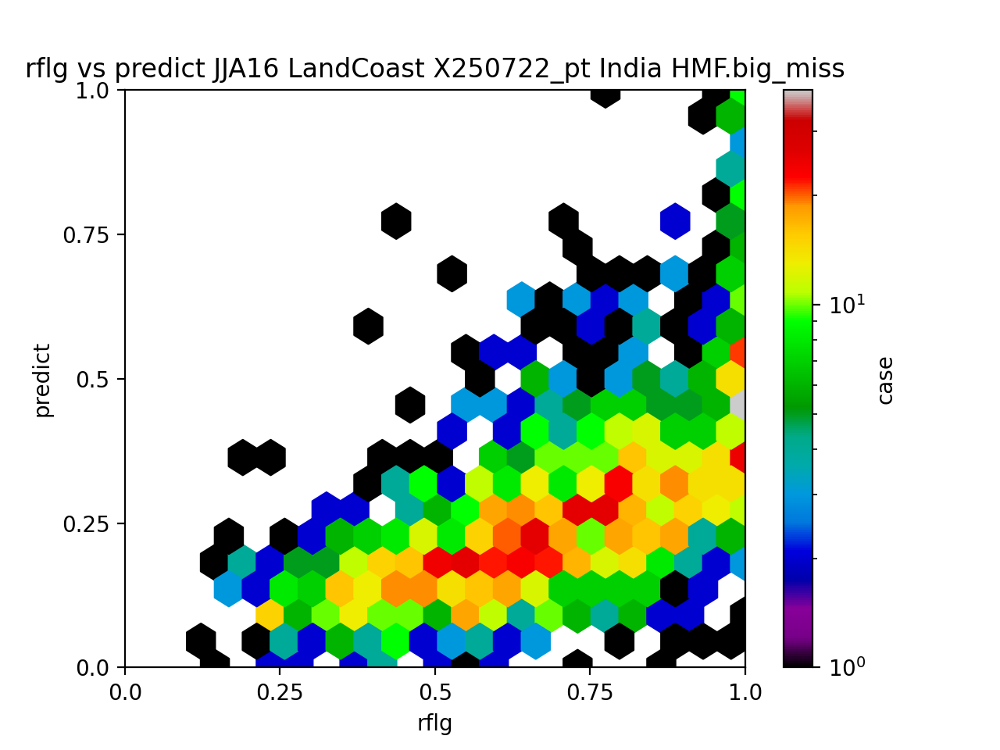 rflg vs predict JJA16 LandCoast X250722_pt India HMF.big_miss
1.0
0.75
0.5
0.25
0.0
predict
0.0 0.25 0.5 0.75 1.0
rflg
10¹
10⁰
case